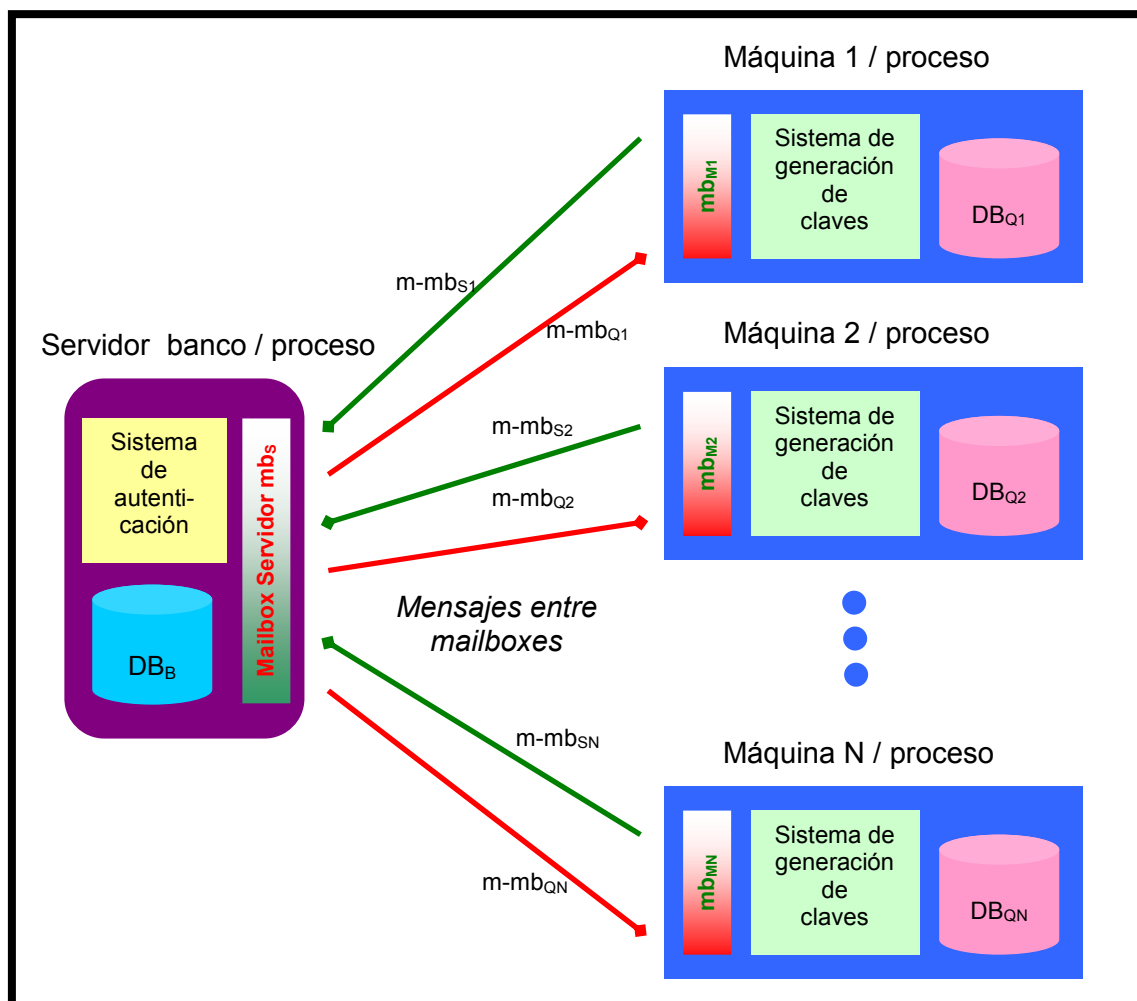 Máquina 1 / proceso
mbM1
Sistema de
generación
de
claves
DBQ1
m-mbS1
m-mbQ1
Servidor banco / proceso
Sistema
de
autenti-
cación
Mailbox Servidor mbS
DBB
Máquina 2 / proceso
mbM2
Sistema de
generación
de
claves
DBQ2
m-mbS2
m-mbQ2
Mensajes entre
mailboxes
m-mbSN
m-mbQN
Máquina N / proceso
mbMN
Sistema de
generación
de
claves
DBQN